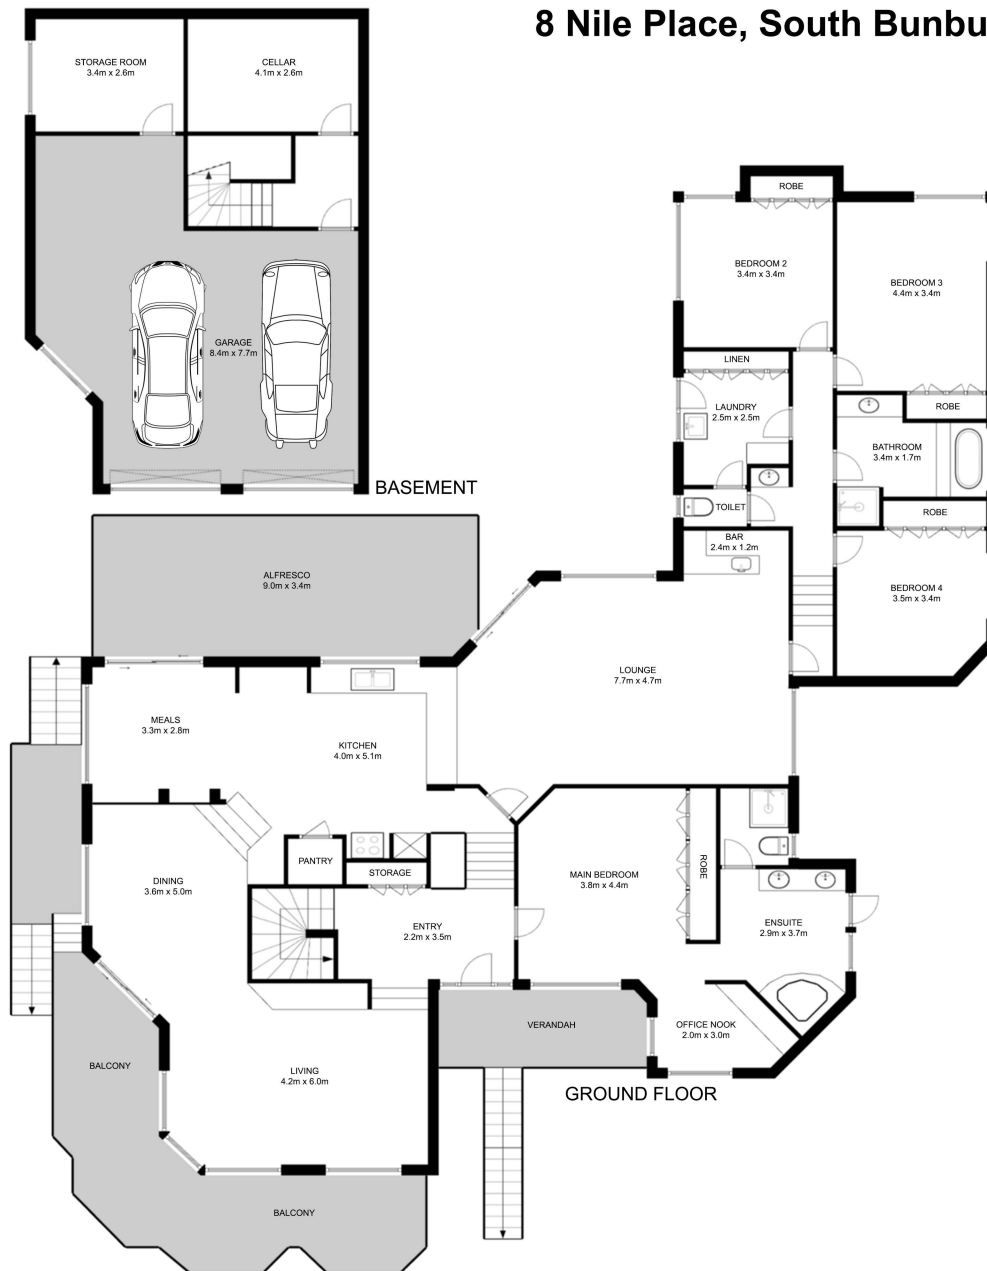 8 Nile Place, South Bunbu
STORAGE ROOM
3.4m x 2.6m
CELLAR
4.1m x 2.6m
GARAGE
8.4m x 7.7m
BASEMENT
ROBE
BEDROOM 2
3.4m x 3.4m
BEDROOM 3
4.4m x 3.4m
LINEN
LAUNDRY
2.5m x 2.5m
ROBE
BATHROOM
3.4m x 1.7m
TOILET
ROBE
BAR
2.4m x 1.2m
BEDROOM 4
3.5m x 3.4m
ALFRESCO
9.0m x 3.4m
LOUNGE
7.7m x 4.7m
MEALS
3.3m x 2.8m
KITCHEN
4.0m x 5.1m
PANTRY
STORAGE
DINING
3.6m x 5.0m
ENTRY
2.2m x 3.5m
MAIN BEDROOM
3.8m x 4.4m
ROBE
ENSUITE
2.9m x 3.7m
VERANDAH
OFFICE NOOK
2.0m x 3.0m
BALCONY
LIVING
4.2m x 6.0m
GROUND FLOOR
BALCONY